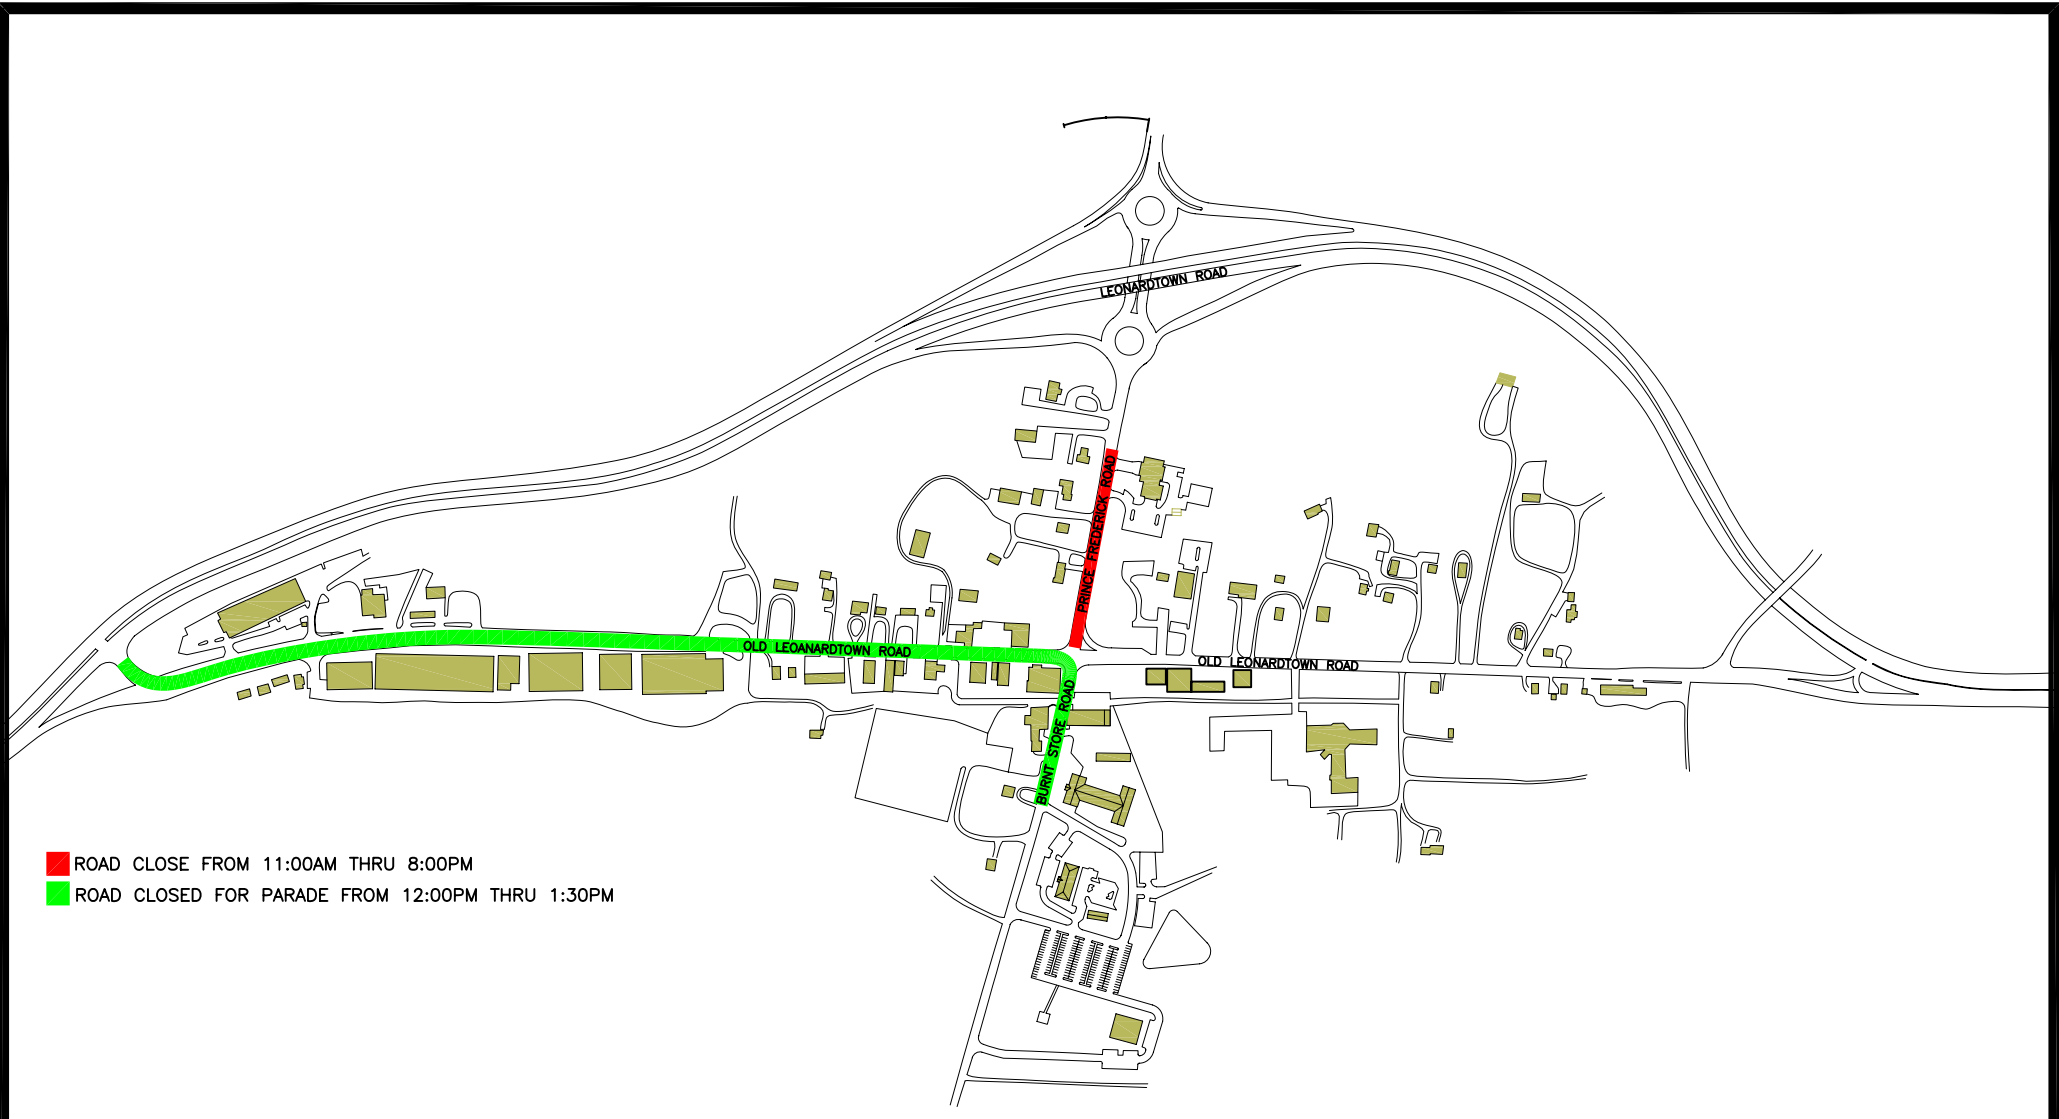 LEONARDTOWN ROAD
PRINCE FREDERICK ROAD
OLD LEOANARDTOWN ROAD
OLD LEONARDTOWN ROAD
BURNT STORE ROAD
ROAD CLOSE FROM 11:00AM THRU 8:00PM
ROAD CLOSED FOR PARADE FROM 12:00PM THRU 1:30PM